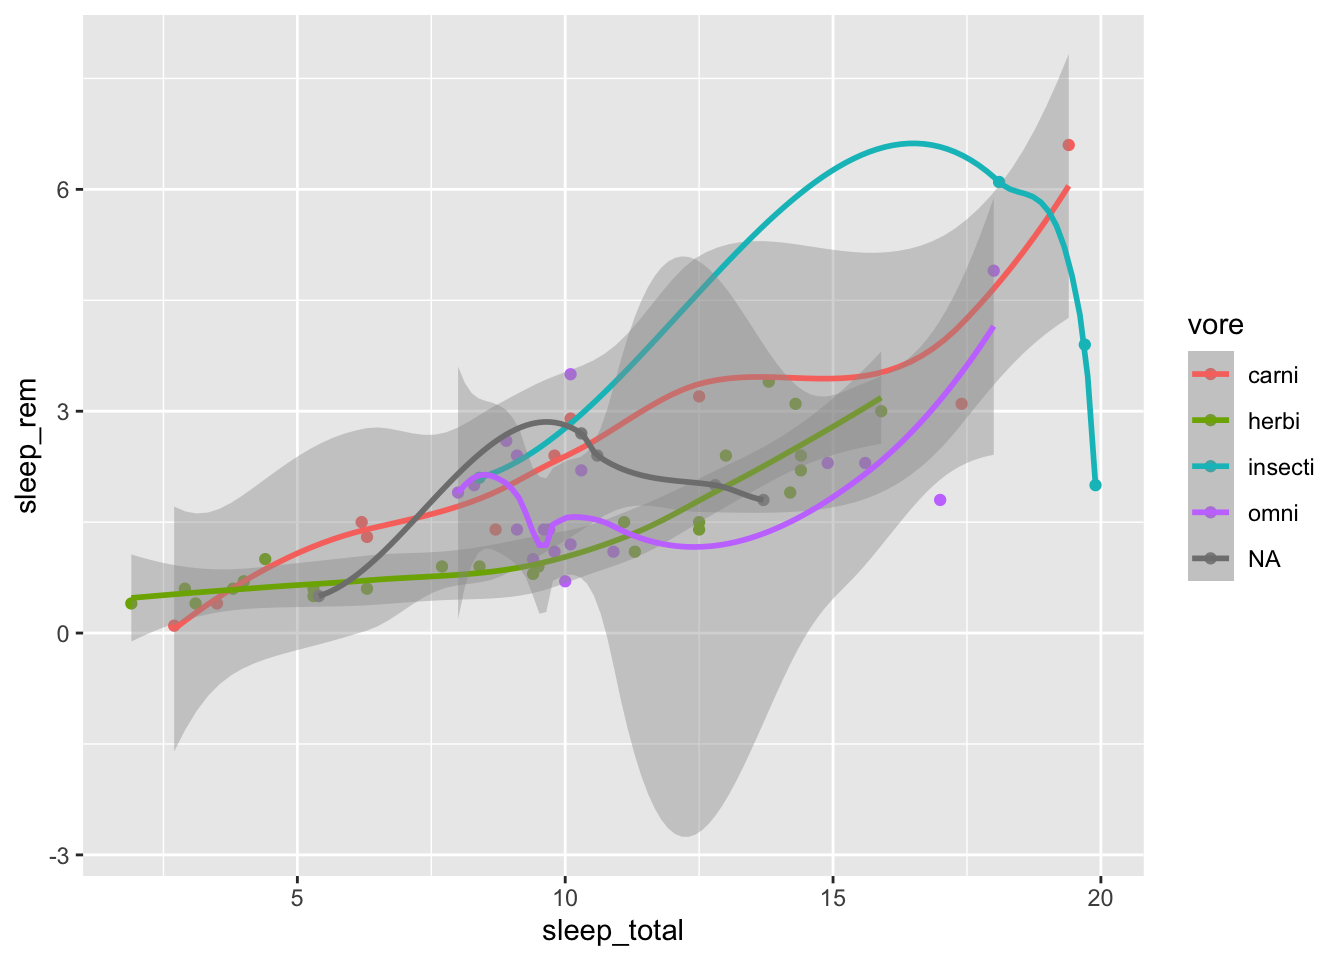 sleep_rem
6
3
0
-3
5
10
15
20
sleep_total
vore
carni
herbi
insecti
omni
NA